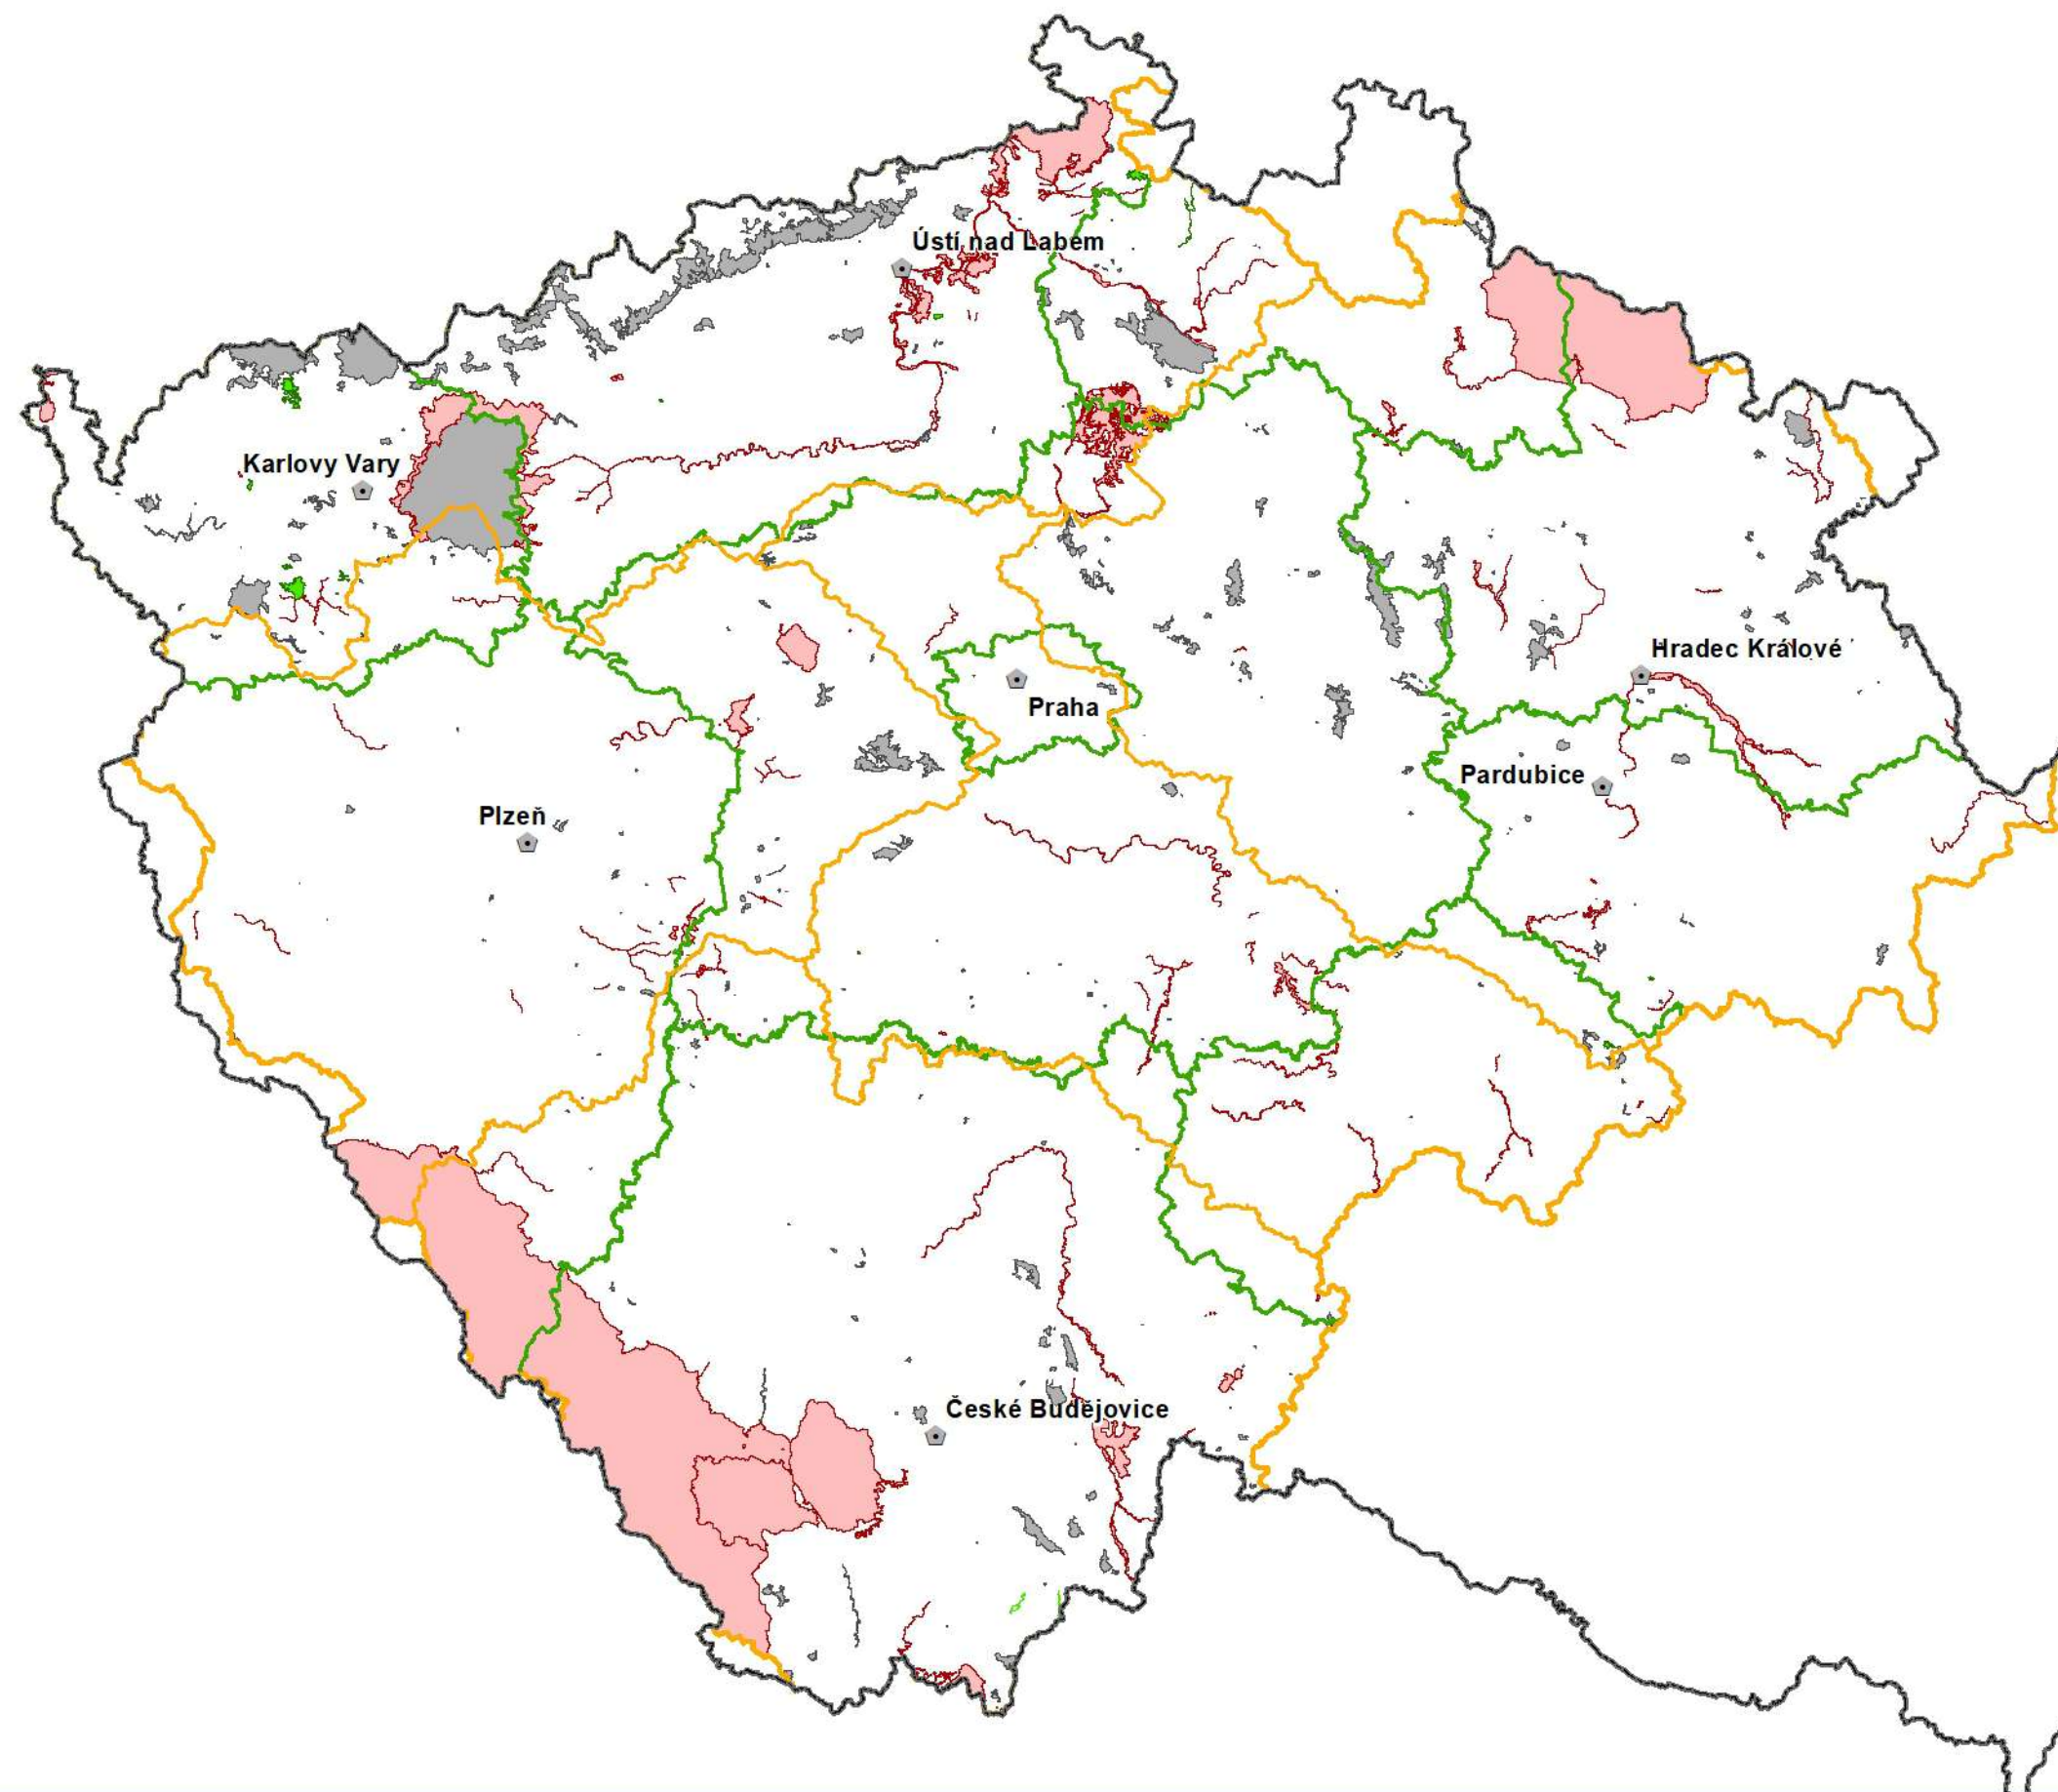 Ústí nad Labem
Karlovy Vary
Hradec Králové
Praha
Pardubice
Plzeň
České Budějovice